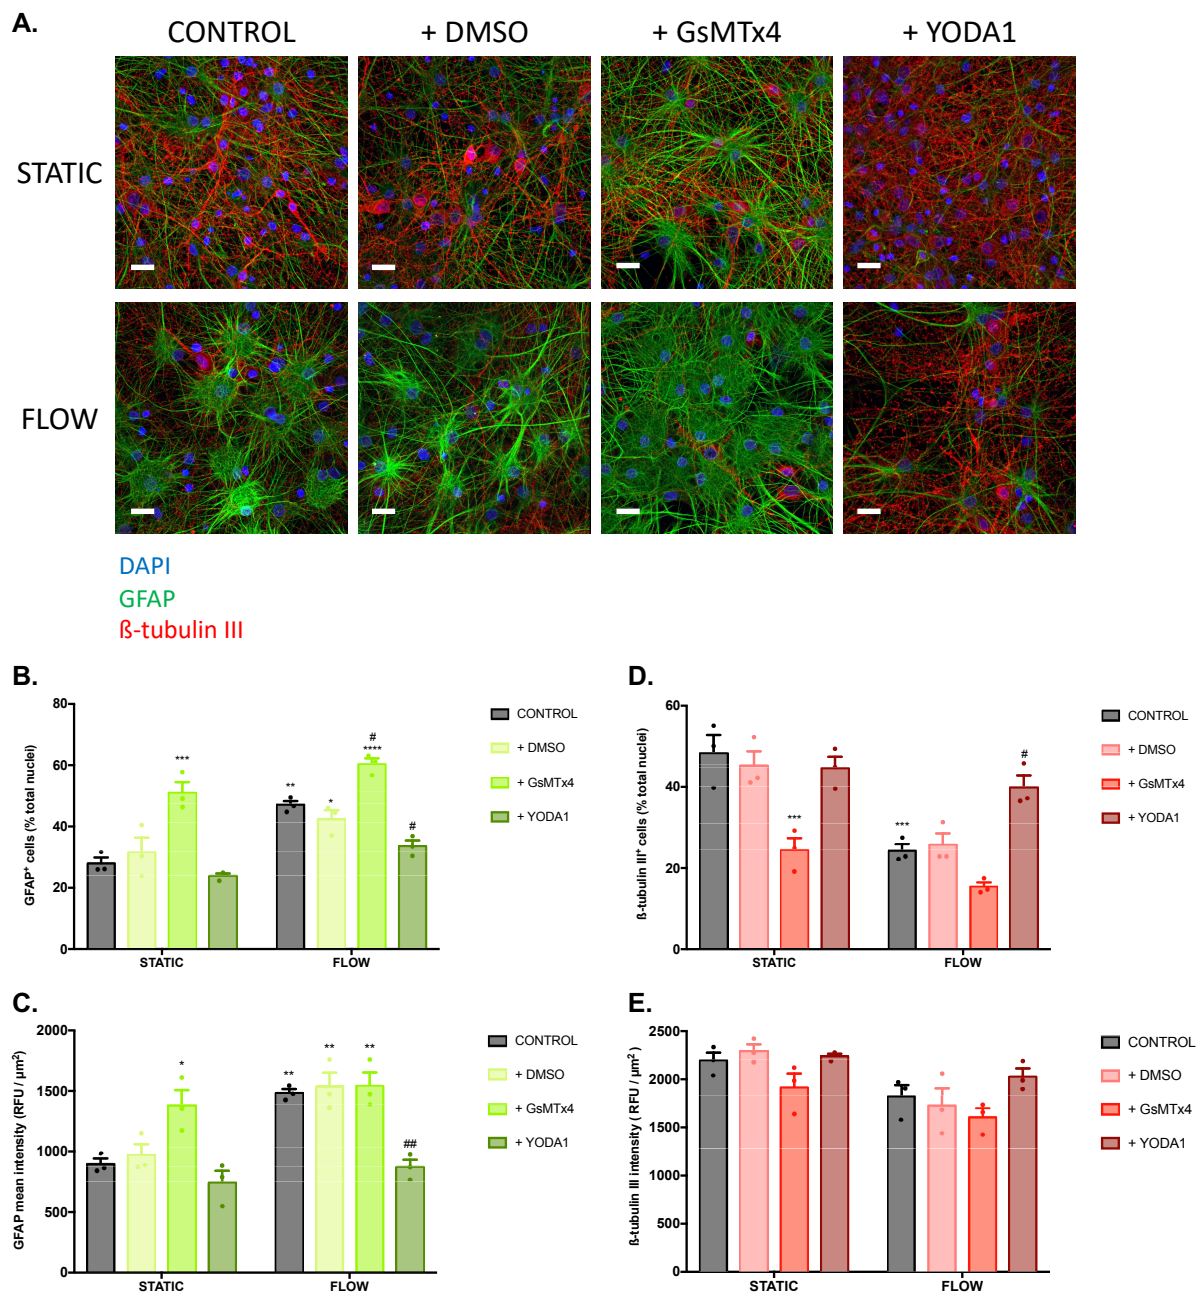 A.
CONTROL + DMSO + GsMTx4 + YODA1
STATIC
FLOW
DAPI
GFAP
ß-tubulin III
B.
GFAP⁺ cells (% total nuclei)
80
60
40
20
0
***
**
*
#
****
#
STATIC FLOW
CONTROL
+ DMSO
+ GsMTx4
+ YODA1
D.
ß-tubulin III⁺ cells (% total nuclei)
60
40
20
0
***
***
#
STATIC FLOW
CONTROL
+ DMSO
+ GsMTx4
+ YODA1
C.
GFAP mean intensity (RFU / µm²)
2000
1500
1000
500
0
*
**
**
**
##
STATIC FLOW
CONTROL
+ DMSO
+ GsMTx4
+ YODA1
E.
ß-tubulin III intensity ( RFU / µm² )
2500
2000
1500
1000
500
0
STATIC FLOW
CONTROL
+ DMSO
+ GsMTx4
+ YODA1